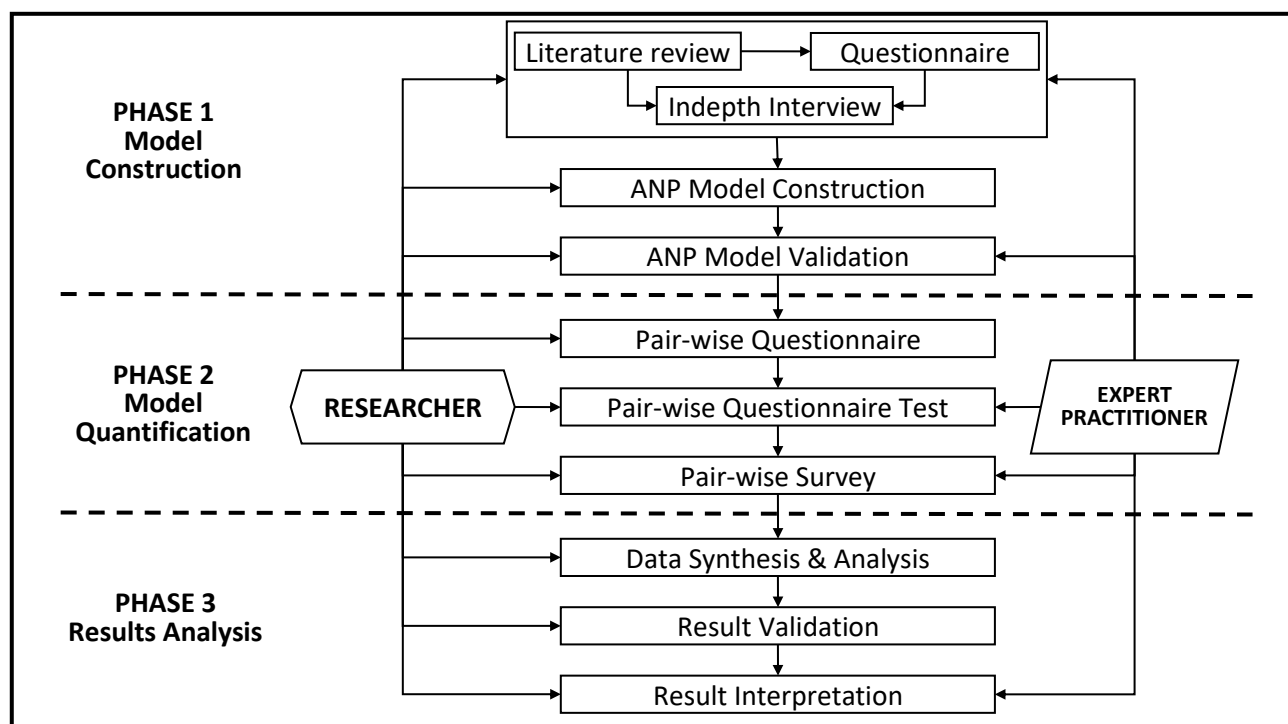 Literature review
Questionnaire
Indepth Interview
PHASE 1
Model
Construction
ANP Model Construction
ANP Model Validation
Pair-wise Questionnaire
PHASE 2
Model
Quantification
RESEARCHER
Pair-wise Questionnaire Test
EXPERT
PRACTITIONER
Pair-wise Survey
Data Synthesis & Analysis
PHASE 3
Results Analysis
Result Validation
Result Interpretation